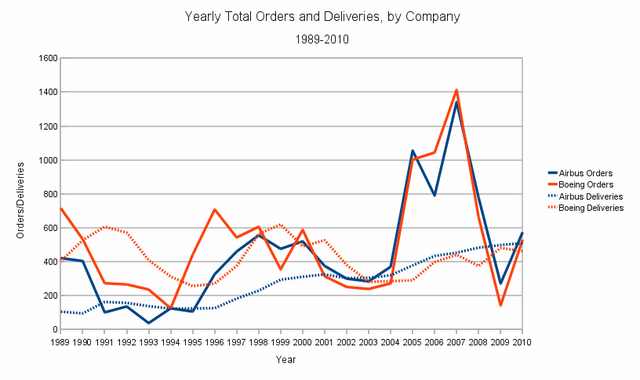 Yearly Total Orders and Deliveries, by Company
1989-2010
Orders/Deliveries
1600
1400
1200
1000
800
600
400
200
0
1989 1990 1991 1992 1993 1994 1995 1996 1997 1998 1999 2000 2001 2002 2003 2004 2005 2006 2007 2008 2009 2010
Year
Airbus Orders
Boeing Orders
Airbus Deliveries
Boeing Deliveries